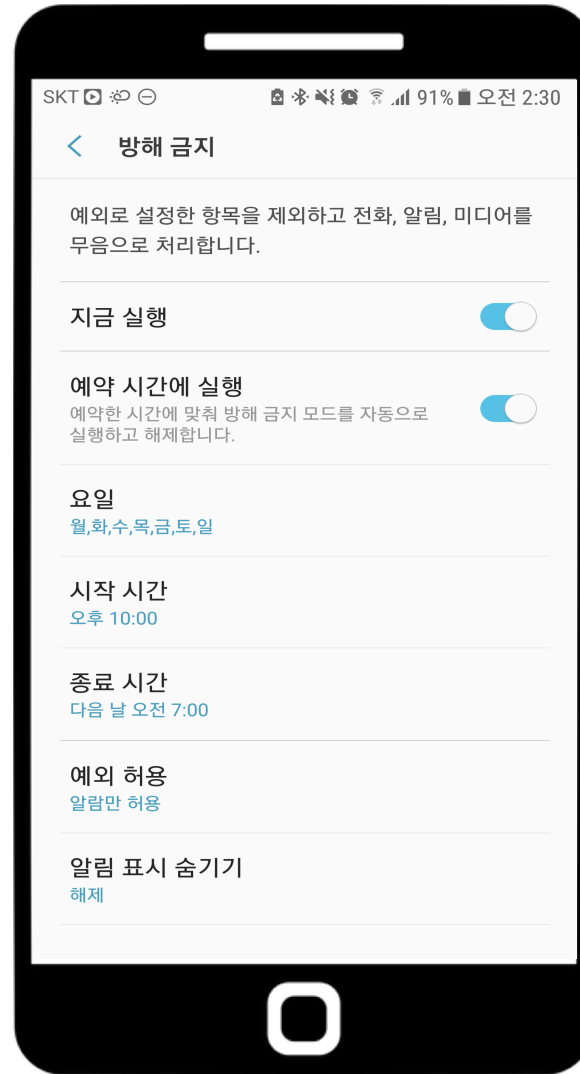 SKT 91% 오전 2:30
방해 금지
예외로 설정한 항목을 제외하고 전화, 알림, 미디어를
무음으로 처리합니다.
지금 실행
예약 시간에 실행
예약한 시간에 맞춰 방해 금지 모드를 자동으로
실행하고 해제합니다.
요일
월,화,수,목,금,토,일
시작 시간
오후 10:00
종료 시간
다음 날 오전 7:00
예외 허용
알람만 허용
알림 표시 숨기기
해제